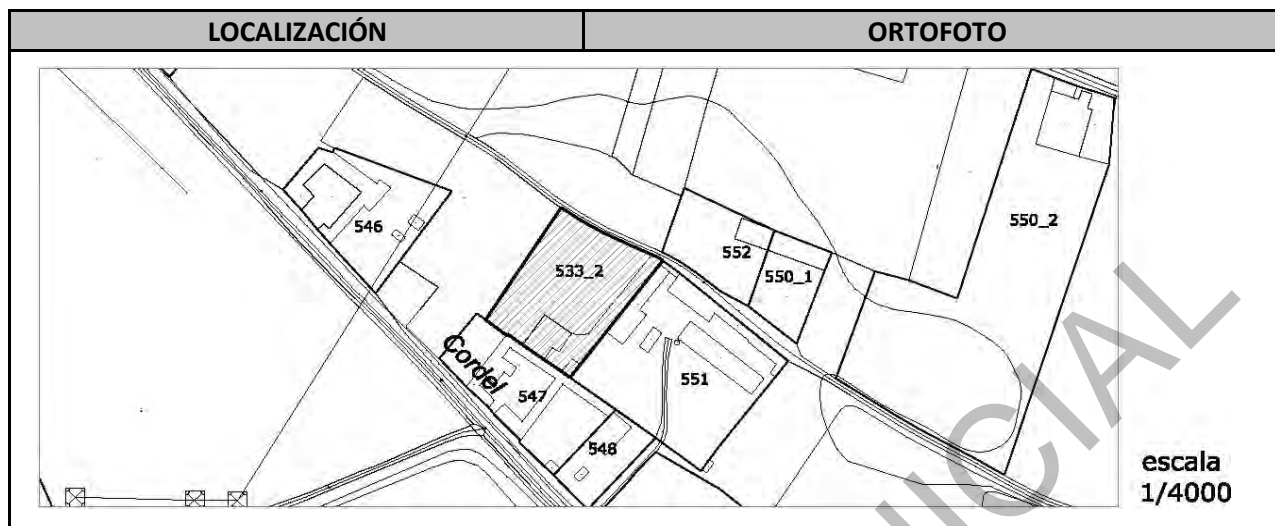 LOCALIZACIÓN
ORTOFOTO
546
533_2
552
550_1
550_2
551
Cordel
547
548
escala
1/4000